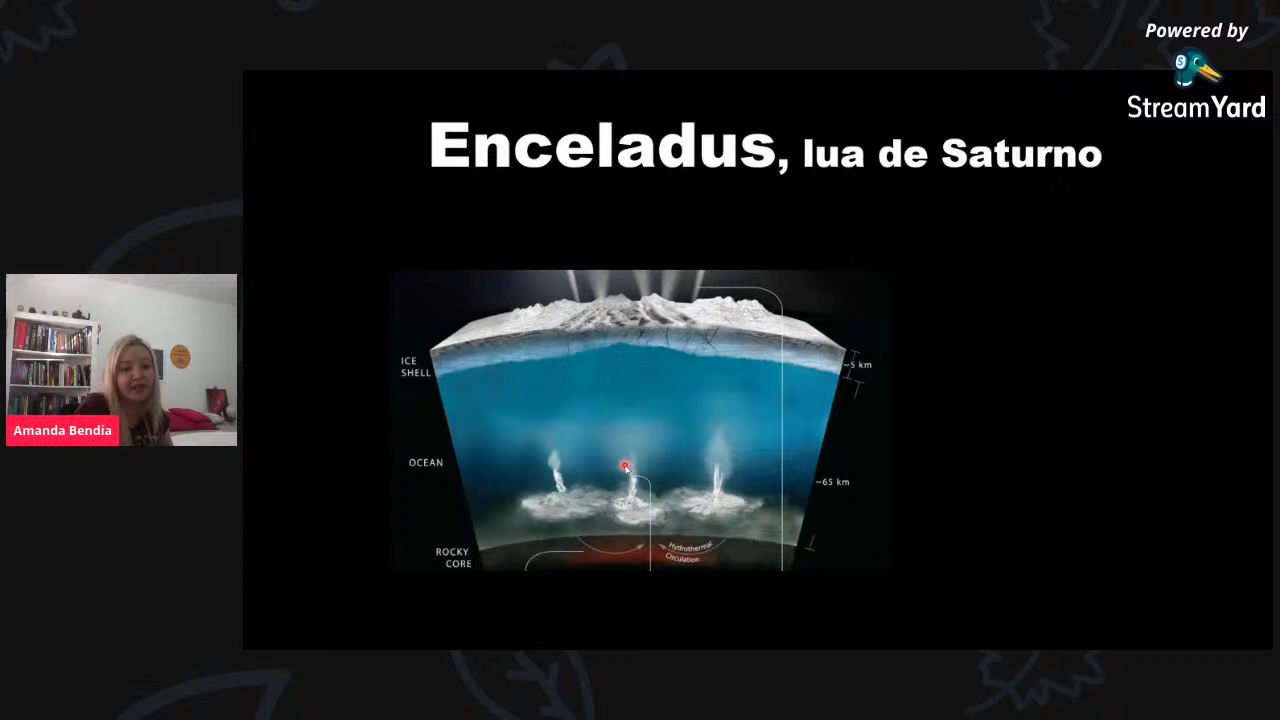 Powered by
StreamYard
Enceladus, lua de Saturno
ICE
SHELL
~5 km
OCEAN
~65 km
ROCKY
CORE
Hydrothermal
Circulation
Amanda Bendia